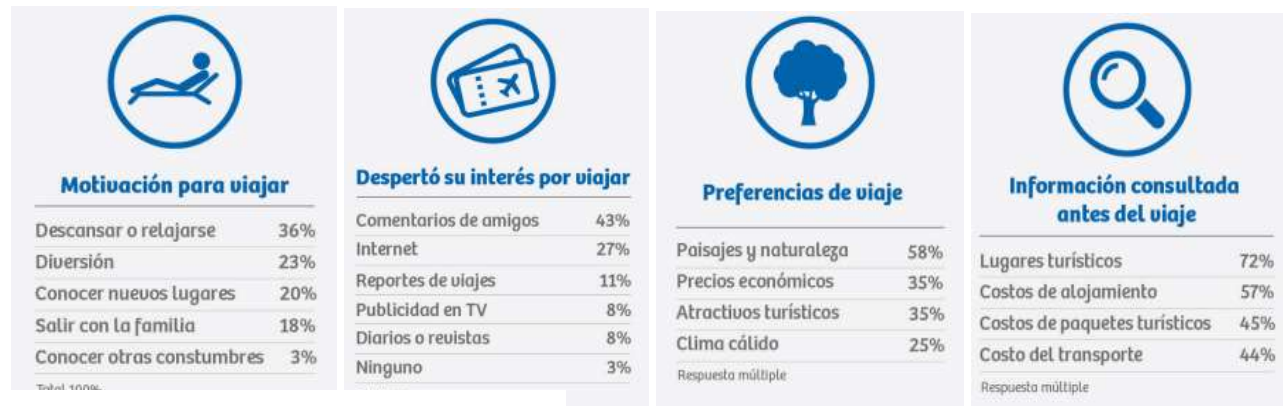 Motivación para viajar
Descansar o relajarse 36%
Diversión 23%
Conocer nuevos lugares 20%
Salir con la familia 18%
Conocer otras constumbres 3%
Total 100%
Despertó su interés por viajar
Comentarios de amigos 43%
Internet 27%
Reportes de viajes 11%
Publicidad en TV 8%
Diarios o revistas 8%
Ninguno 3%
Preferencias de viaje
Paisajes y naturaleza 58%
Precios económicos 35%
Atractivos turísticos 35%
Clima cálido 25%
Respuesta múltiple
Información consultada
antes del viaje
Lugares turísticos 72%
Costos de alojamiento 57%
Costos de paquetes turísticos 45%
Costo del transporte 44%
Respuesta múltiple